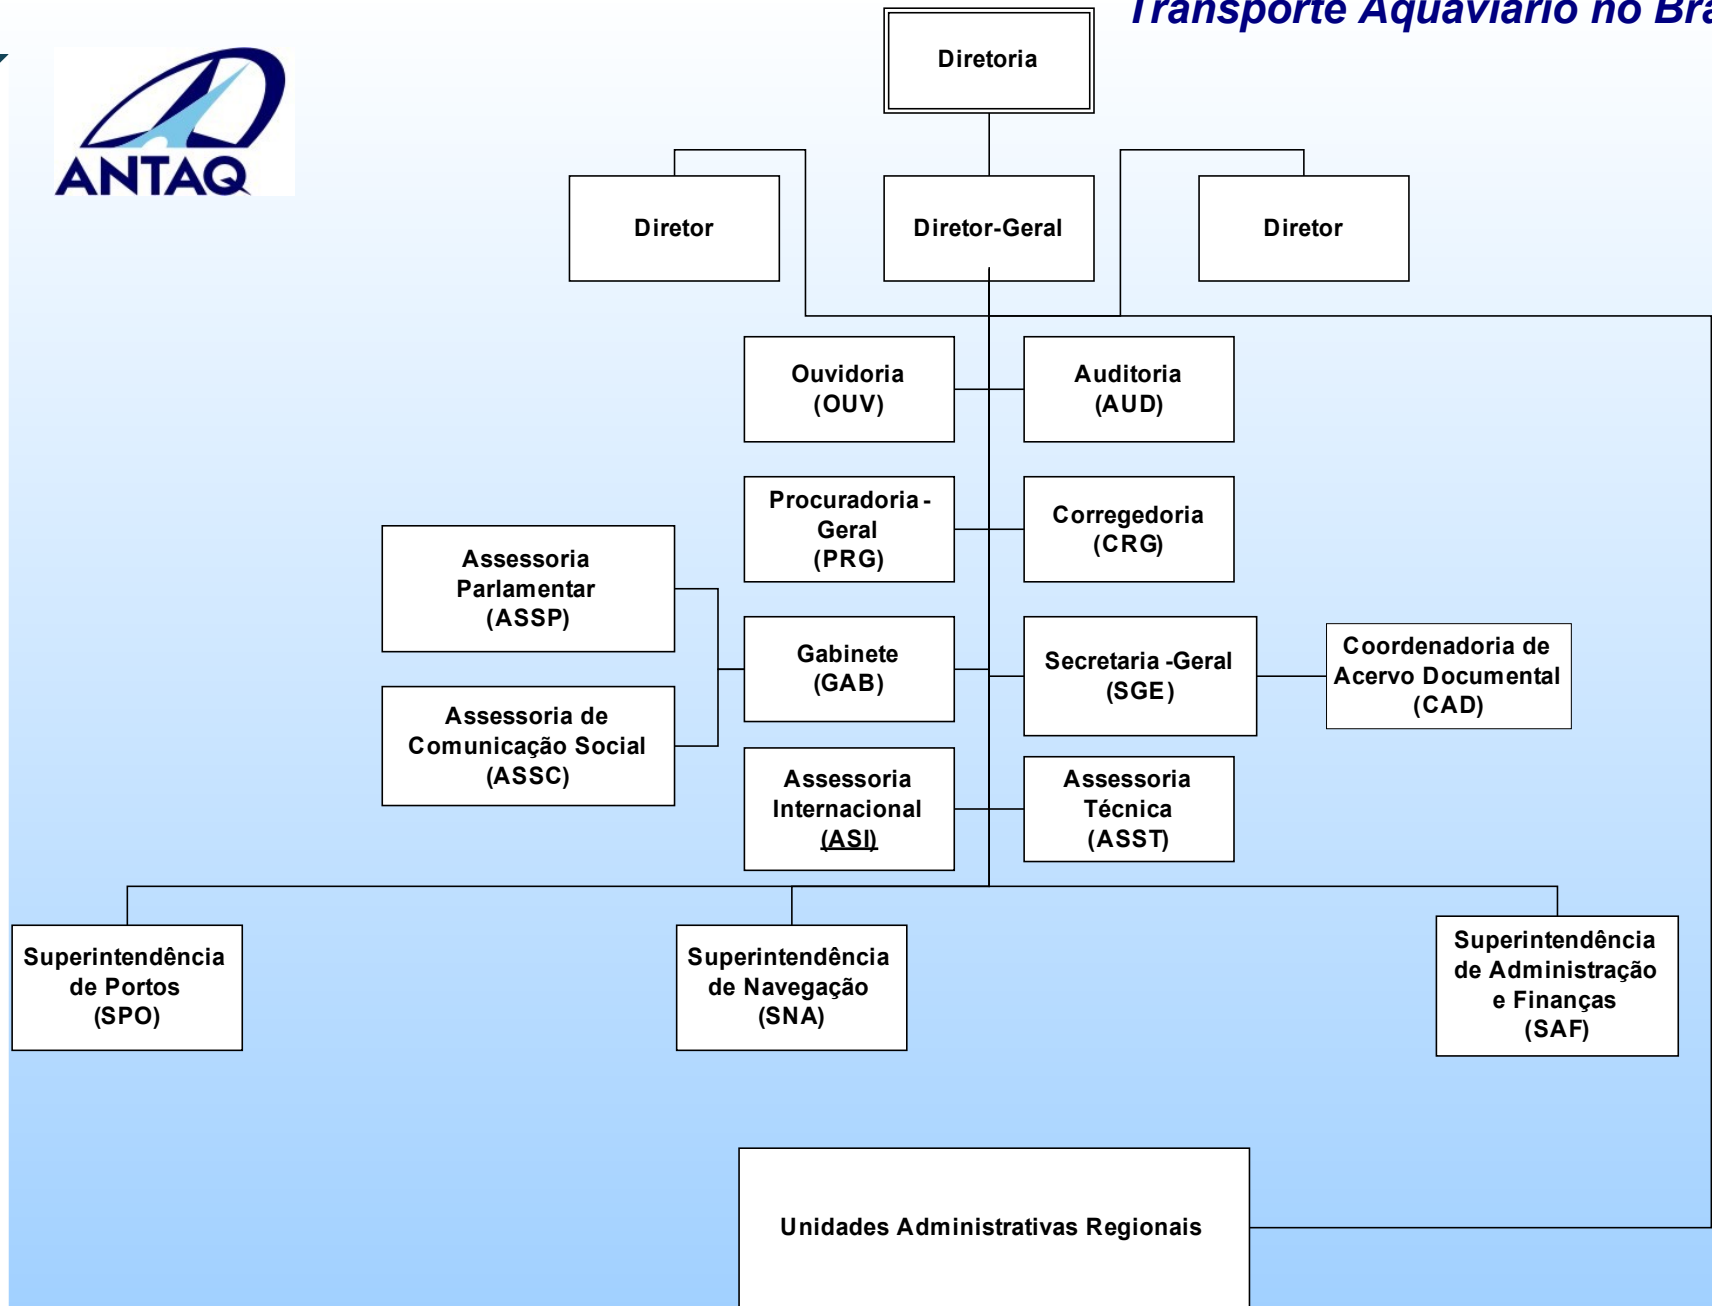 Transporte Aquaviário no Bra
ANTAQ
Diretoria
Diretor
Diretor-Geral
Diretor
Ouvidoria
(OUV)
Auditoria
(AUD)
Procuradoria -
Geral
(PRG)
Corregedoria
(CRG)
Assessoria
Parlamentar
(ASSP)
Gabinete
(GAB)
Secretaria -Geral
(SGE)
Coordenadoria de
Acervo Documental
(CAD)
Assessoria de
Comunicação Social
(ASSC)
Assessoria
Internacional
(ASI)
Assessoria
Técnica
(ASST)
Superintendência
de Portos
(SPO)
Superintendência
de Navegação
(SNA)
Superintendência
de Administração
e Finanças
(SAF)
Unidades Administrativas Regionais